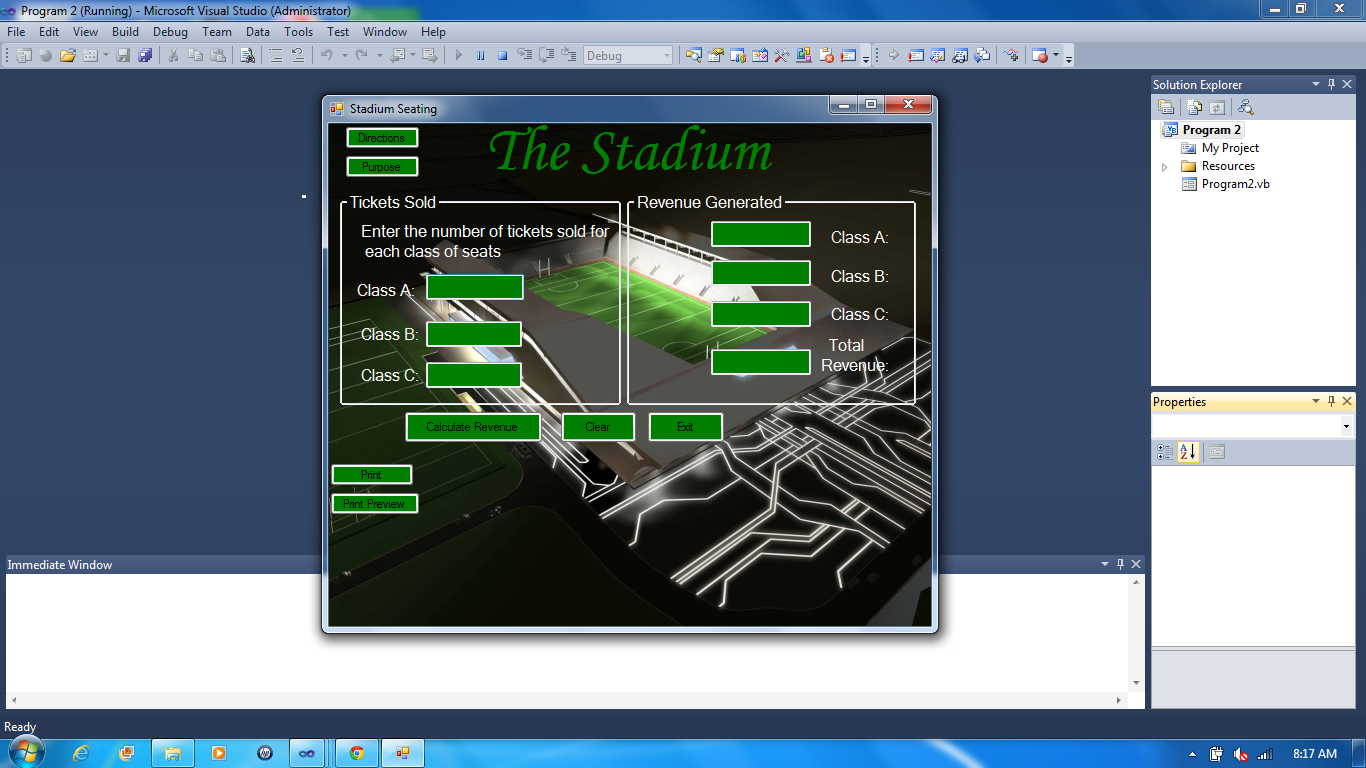 Program 2 (Running) - Microsoft Visual Studio (Administrator)
File Edit View Build Debug Team Data Tools Test Window Help
Debug
Solution Explorer
Program 2
My Project
Resources
Program2.vb
Stadium Seating
Directions
Purpose
The Stadium
Tickets Sold
Enter the number of tickets sold for
each class of seats
Class A:
Class B:
Class C:
Revenue Generated
Class A:
Class B:
Class C:
Total
Revenue:
Calculate Revenue
Clear
Exit
Print
Print Preview
Properties
Immediate Window
Ready
8:17 AM